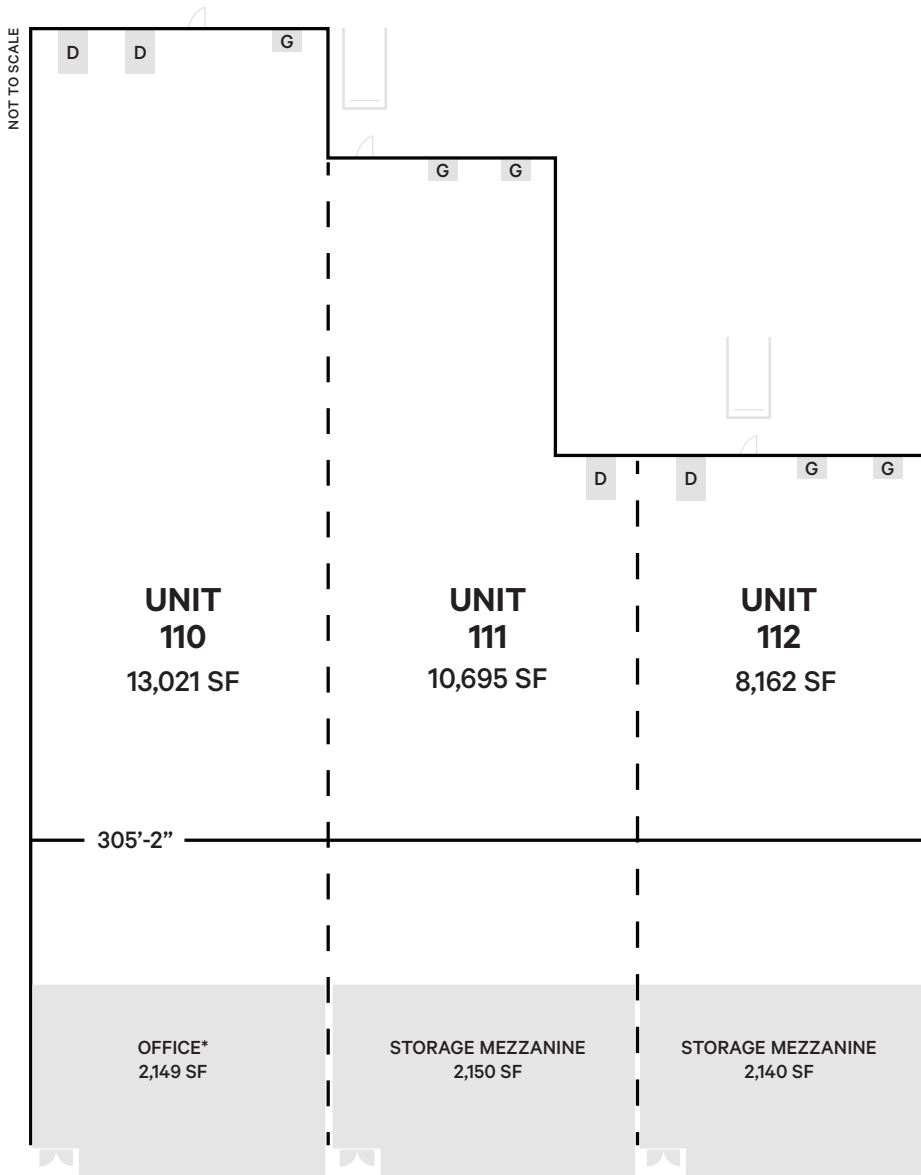 NOT TO SCALE
D
D
G
G
G
D
D
G
G
UNIT
110
13,021 SF
UNIT
111
10,695 SF
UNIT
112
8,162 SF
305’-2”
OFFICE*
2,149 SF
STORAGE MEZZANINE
2,150 SF
STORAGE MEZZANINE
2,140 SF